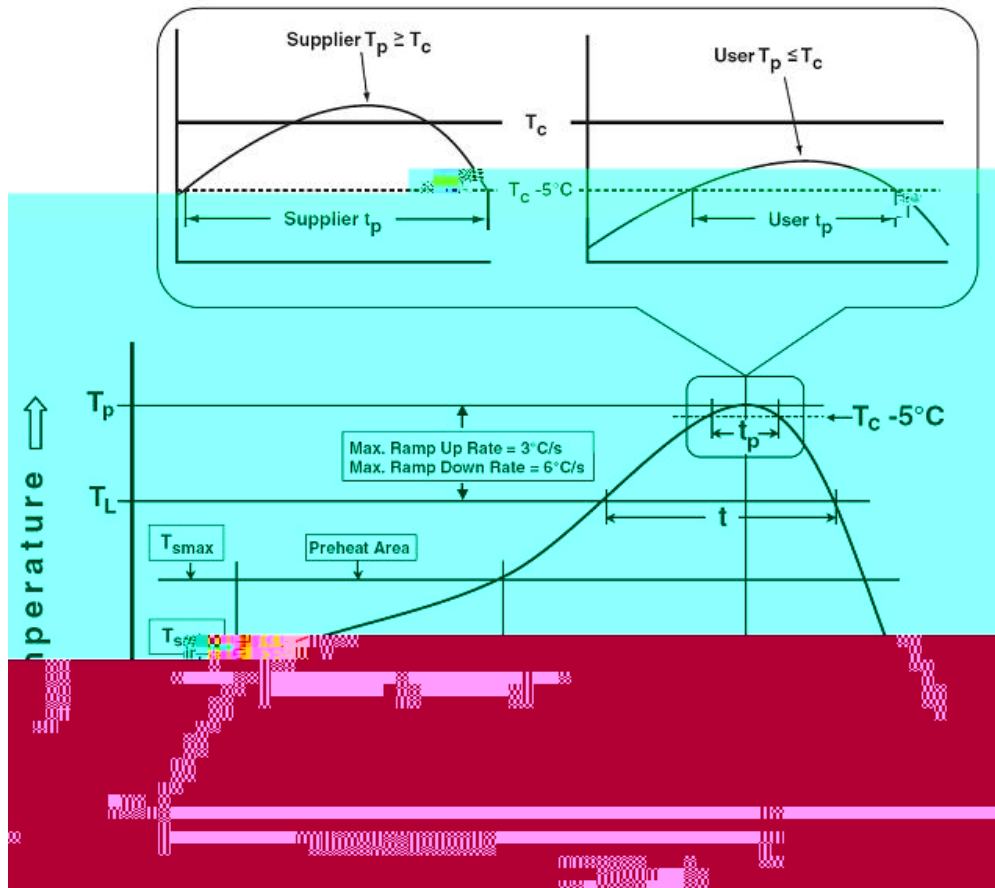 Supplier Tp ≥ Tc
User Tp ≤ Tc
Tc
Tc -5°C
Supplier tp
User tp
Tp
Tc -5°C
tp
Max. Ramp Up Rate = 3°C/s
Max. Ramp Down Rate = 6°C/s
TL
t
Tsmax
Preheat Area